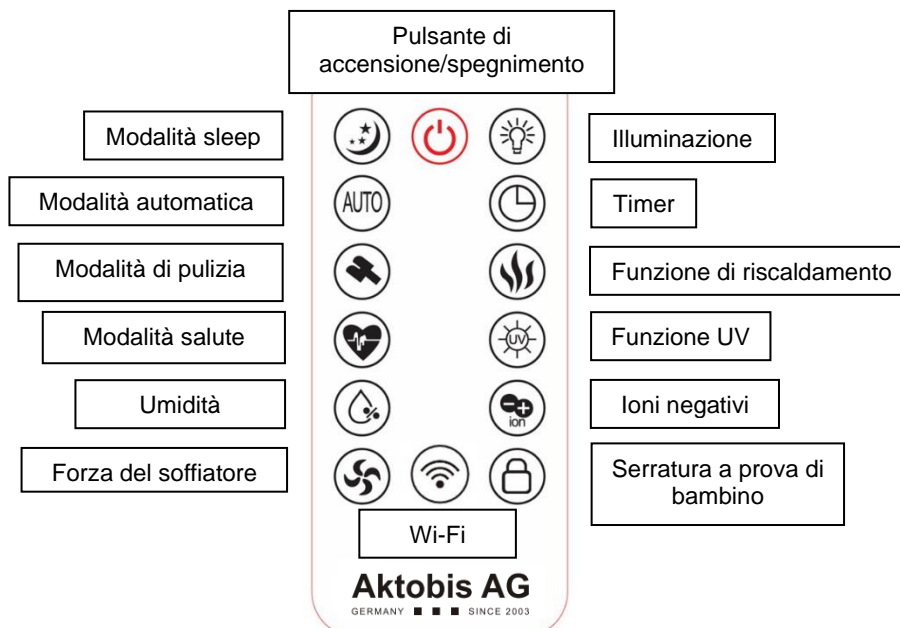 Pulsante di
accensione/spegnimento
Modalità sleep
Illuminazione
Modalità automatica
AUTO
Timer
Modalità di pulizia
Funzione di riscaldamento
Modalità salute
UV
Funzione UV
Umidità
%
ion
Ioni negativi
Forza del soffiatore
Serratura a prova di
bambino
Wi-Fi
Aktobis AG
GERMANY ■ ■ ■ SINCE 2003